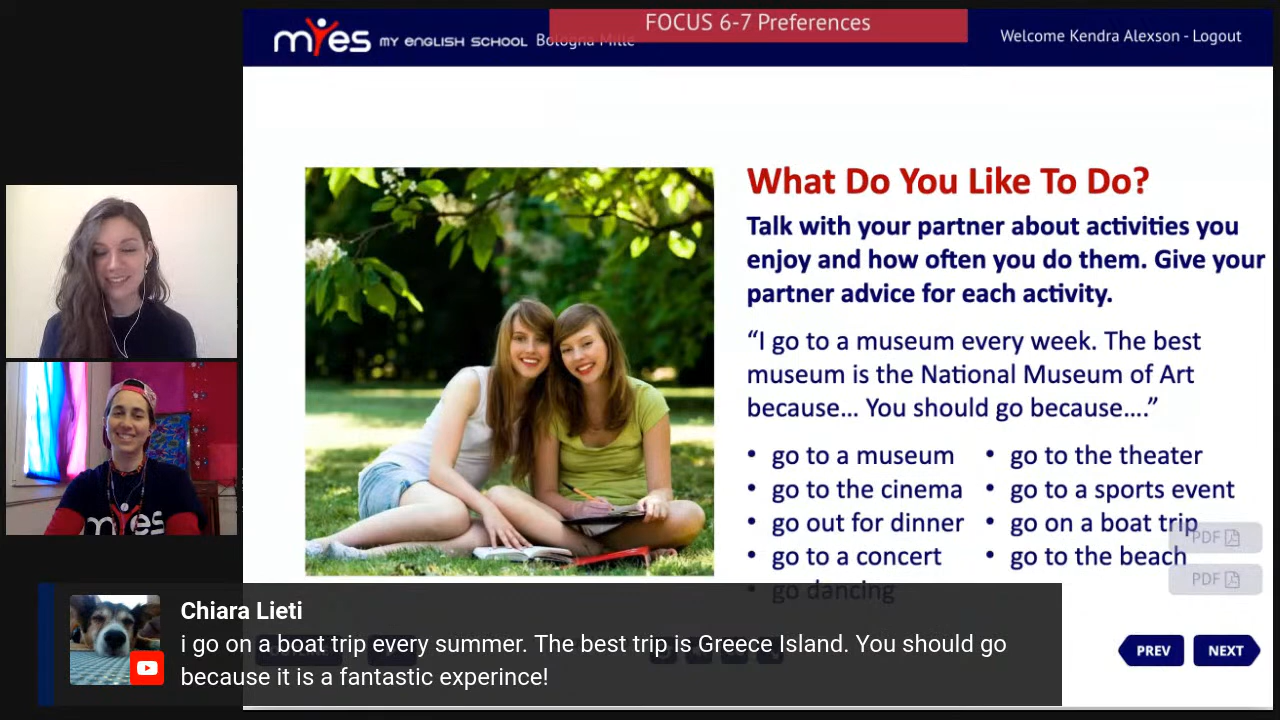 FOCUS 6-7 Preferences
myes MY ENGLISH SCHOOL Bologna Mille
Welcome Kendra Alexson - Logout
What Do You Like To Do?
Talk with your partner about activities you
enjoy and how often you do them. Give your
partner advice for each activity.
“I go to a museum every week. The best
museum is the National Museum of Art
because... You should go because....”
• go to a museum
• go to the cinema
• go out for dinner
• go to a concert
• go dancing
• go to the theater
• go to a sports event
• go on a boat trip
• go to the beach
PDF
PDF
PREV
NEXT
myes
Chiara Lieti
i go on a boat trip every summer. The best trip is Greece Island. You should go
because it is a fantastic experince!